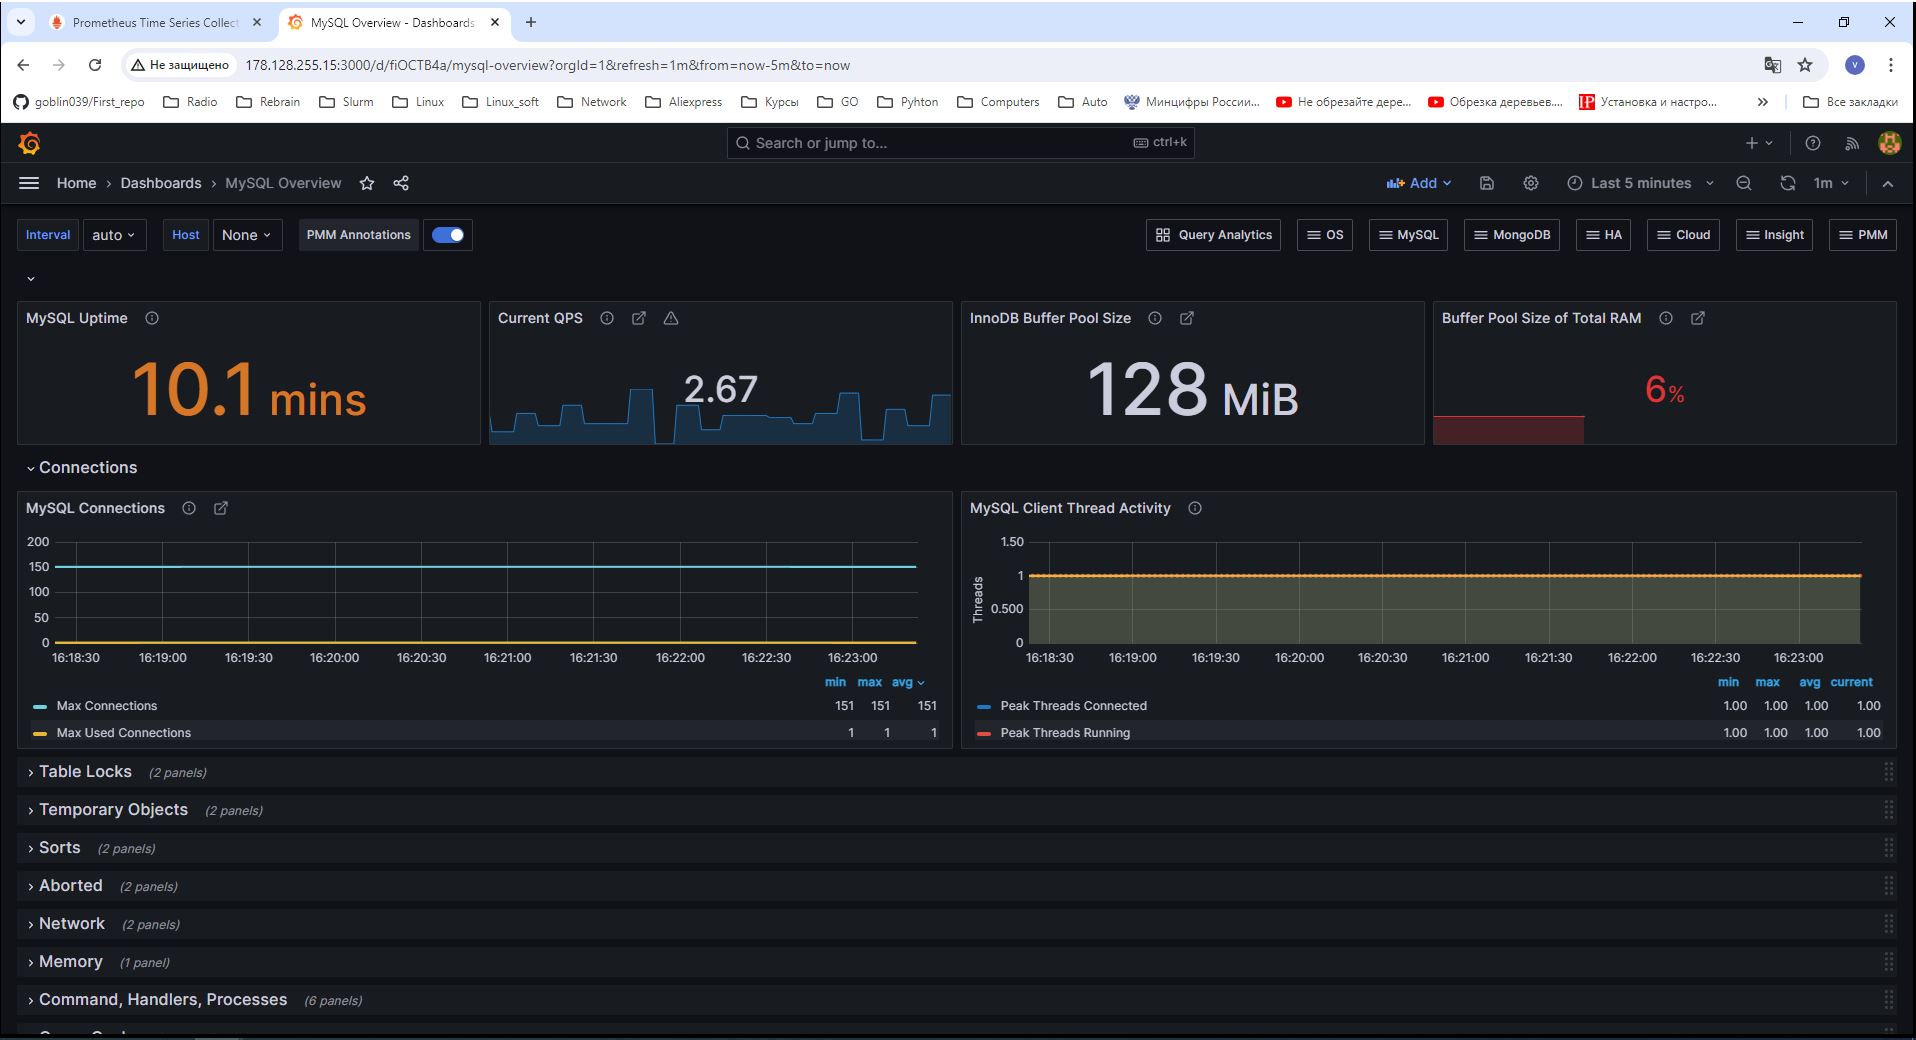 Prometheus Time Series Collect
MySQL Overview - Dashboards
Не защищено
178.128.255.15:3000/d/fiOCTB4a/mysql-overview?orgId=1&refresh=1m&from=now-5m&to=now
V
goblin039/First_repo Radio Rebrain Slurm Linux Linux_soft Network Aliexpress Курсы GO Pyhton Computers Auto Минцифры России... Не обрезайте дере... Обрезка деревьев.... Установка и настро... Все закладки
Search or jump to... ctrl+k
Home › Dashboards › MySQL Overview Add Last 5 minutes 1m
Interval auto Host None PMM Annotations Query Analytics OS MySQL MongoDB HA Cloud Insight PMM
MySQL Uptime
10.1 mins
Current QPS
2.67
InnoDB Buffer Pool Size
128 MiB
Buffer Pool Size of Total RAM
6%
Connections
MySQL Connections
200
150
100
50
0
16:18:30 16:19:00 16:19:30 16:20:00 16:20:30 16:21:00 16:21:30 16:22:00 16:22:30 16:23:00
min max avg
Max Connections 151 151 151
Max Used Connections 1 1 1
MySQL Client Thread Activity
Threads
1.50
1
0.500
0
16:18:30 16:19:00 16:19:30 16:20:00 16:20:30 16:21:00 16:21:30 16:22:00 16:22:30 16:23:00
min max avg current
Peak Threads Connected 1.00 1.00 1.00 1.00
Peak Threads Running 1.00 1.00 1.00 1.00
Table Locks (2 panels)
Temporary Objects (2 panels)
Sorts (2 panels)
Aborted (2 panels)
Network (2 panels)
Memory (1 panel)
Command, Handlers, Processes (6 panels)